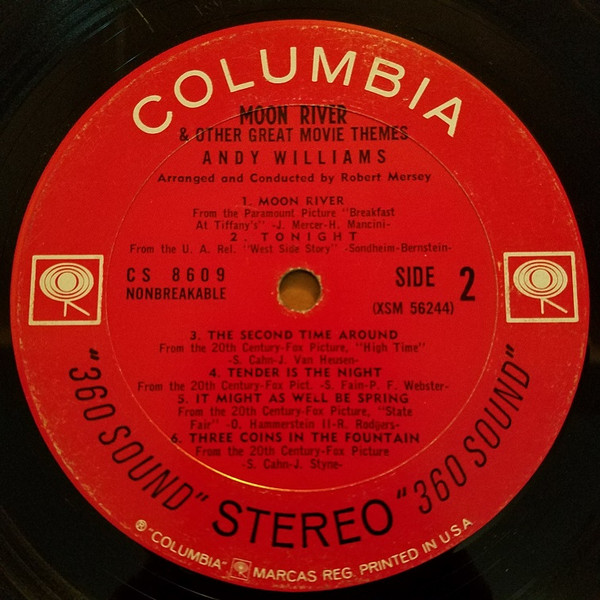 COLUMBIA
MOON RIVER
& OTHER GREAT MOVIE THEMES
ANDY WILLIAMS
Arranged and Conducted by Robert Mersey
1. MOON RIVER
From the Paramount Picture "Breakfast
At Tiffany's" -J. Mercer-H. Mancini-
2. TONIGHT
From the U. A. Rel. "West Side Story" -Sondheim-Bernstein-
CS 8609
NONBREAKABLE
SIDE 2
(XSM 56244)
3. THE SECOND TIME AROUND
From the 20th Century-Fox Picture, "High Time"
-S. Cahn-J. Van Heusen-
4. TENDER IS THE NIGHT
From the 20th Century-Fox Pict. -S. Fain-P. F. Webster-
5. IT MIGHT AS WELL BE SPRING
From the 20th Century-Fox Picture, "State
Fair" -O. Hammerstein II-R. Rodgers-
6. THREE COINS IN THE FOUNTAIN
From the 20th Century-Fox Picture
-S. Cahn-J. Styne-
"360 SOUND" STEREO "360 SOUND"
® "COLUMBIA" MARCAS REG. PRINTED IN U.S.A.